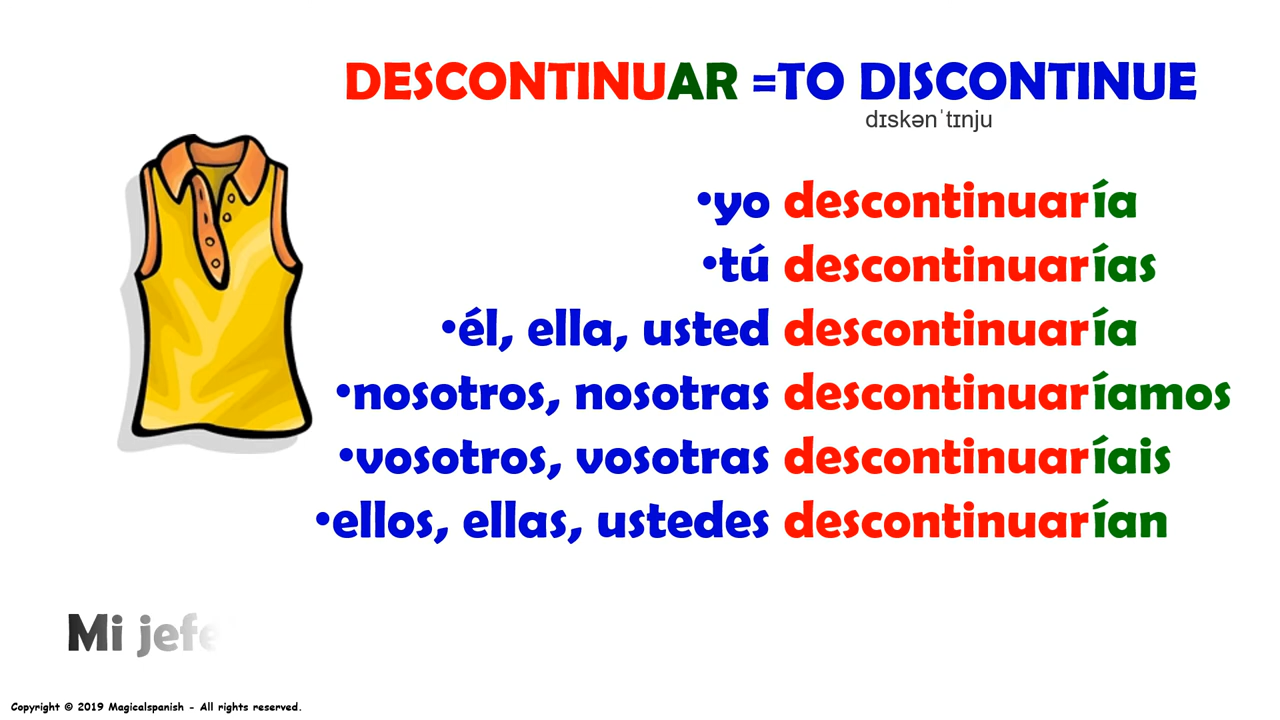 DESCONTINUAR =TO DISCONTINUE
dɪskənˈtɪnju
•yo descontinuaría
•tú descontinuarías
•él, ella, usted descontinuaría
•nosotros, nosotras descontinuaríamos
•vosotros, vosotras descontinuaríais
•ellos, ellas, ustedes descontinuarían
Mi jefe
Copyright © 2019 Magicalspanish - All rights reserved.